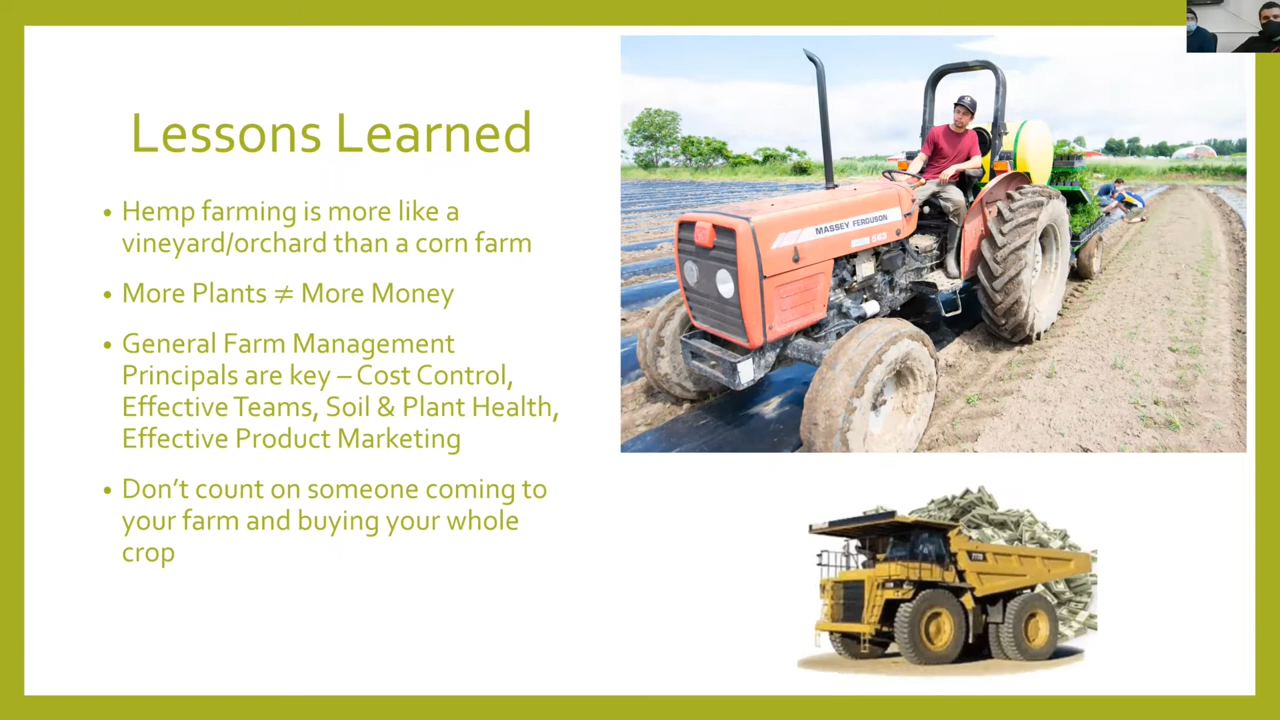 Lessons Learned
• Hemp farming is more like a
vineyard/orchard than a corn farm
• More Plants ≠ More Money
• General Farm Management
Principals are key – Cost Control,
Effective Teams, Soil & Plant Health,
Effective Product Marketing
• Don't count on someone coming to
your farm and buying your whole
crop
MASSEY FERGUSON